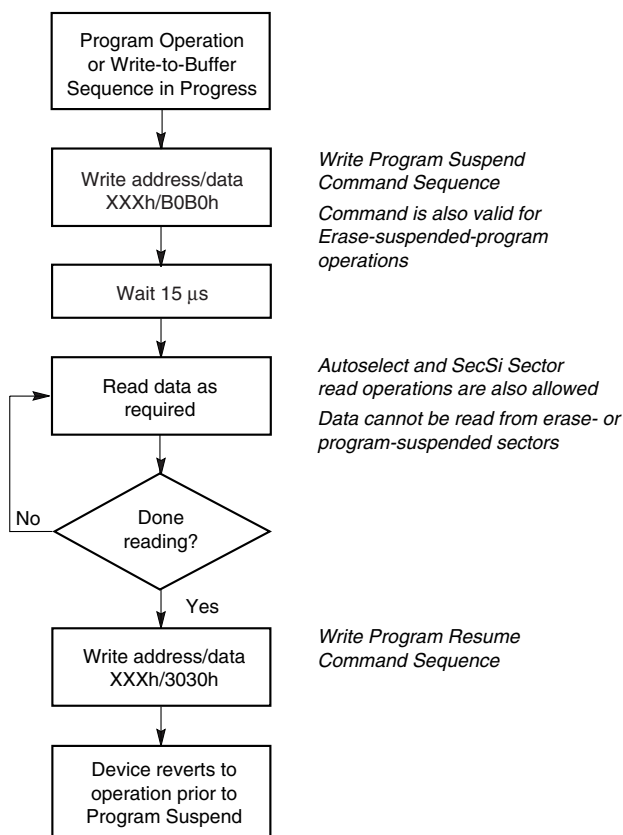 Program Operation
or Write-to-Buffer
Sequence in Progress
Write address/data
XXXh/B0B0h
Write Program Suspend
Command Sequence
Command is also valid for
Erase-suspended-program
operations
Wait 15 μs
Read data as
required
Autoselect and SecSi Sector
read operations are also allowed
Data cannot be read from erase- or
program-suspended sectors
No
Done
reading?
Yes
Write address/data
XXXh/3030h
Write Program Resume
Command Sequence
Device reverts to
operation prior to
Program Suspend